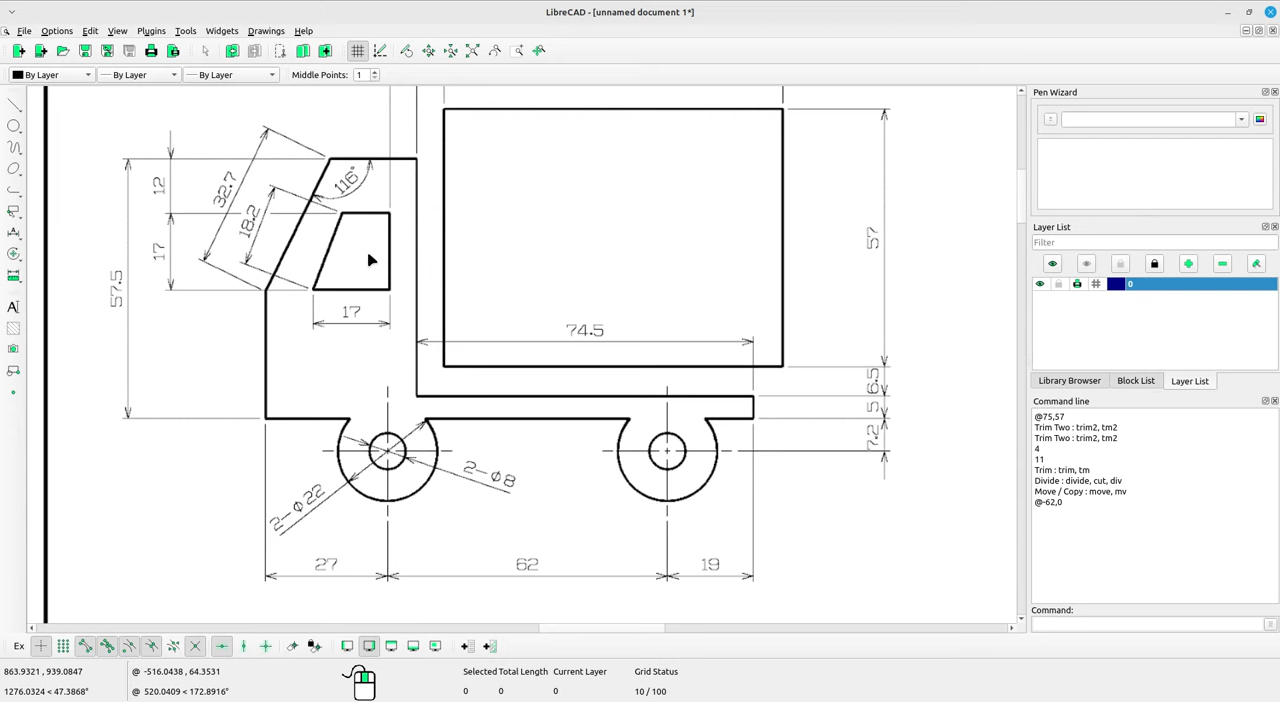 LibreCAD - [unnamed document 1*]
File Options Edit View Plugins Tools Widgets Drawings Help
By Layer By Layer By Layer Middle Points: 1
Pen Wizard
Layer List
Filter
0
Library Browser Block List Layer List
Command line
@75,57
Trim Two : trim2, tm2
Trim Two : trim2, tm2
4
11
Trim : trim, tm
Divide : divide, cut, div
Move / Copy : move, mv
@-62,0
Command:
12
32.7
116°
18.2
17
57.5
17
57
74.5
6.5
5
7.2
2-ϕ8
2-ϕ22
27
62
19
Ex
863.9321 , 939.0847
1276.0324 < 47.3868°
@ -516.0438 , 64.3531
@ 520.0409 < 172.8916°
Selected Total Length Current Layer Grid Status
0 0 0 10 / 100